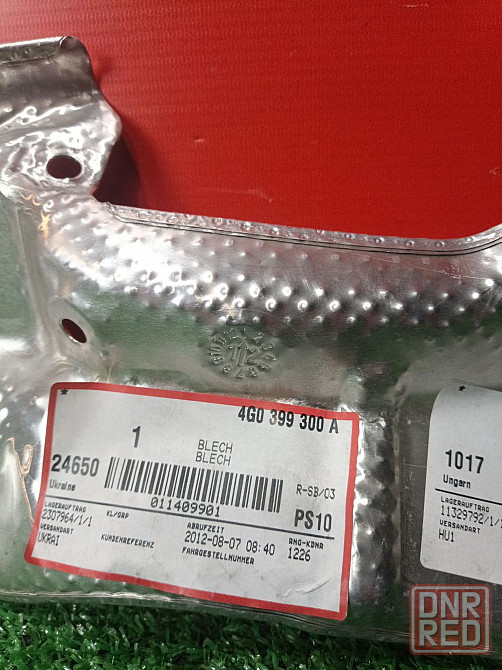 4G0 399 300 A
1
BLECH
BLECH
24650
Ukraine
R-SB/03
011409901
PS10
LAGERAUFTRAG
2307964/1/1
VERSANDART
UKRAI
KL/GRP
KUNDENREFERENZ
ABRUFZEIT
2012-08-07 08:40
FAHRGESTELLNUMMER
RNG-KDNR
1226
1017
Ungarn
LAGERAUFTRAG
11329792/1/1
VERSANDART
HU1
DNR
RED